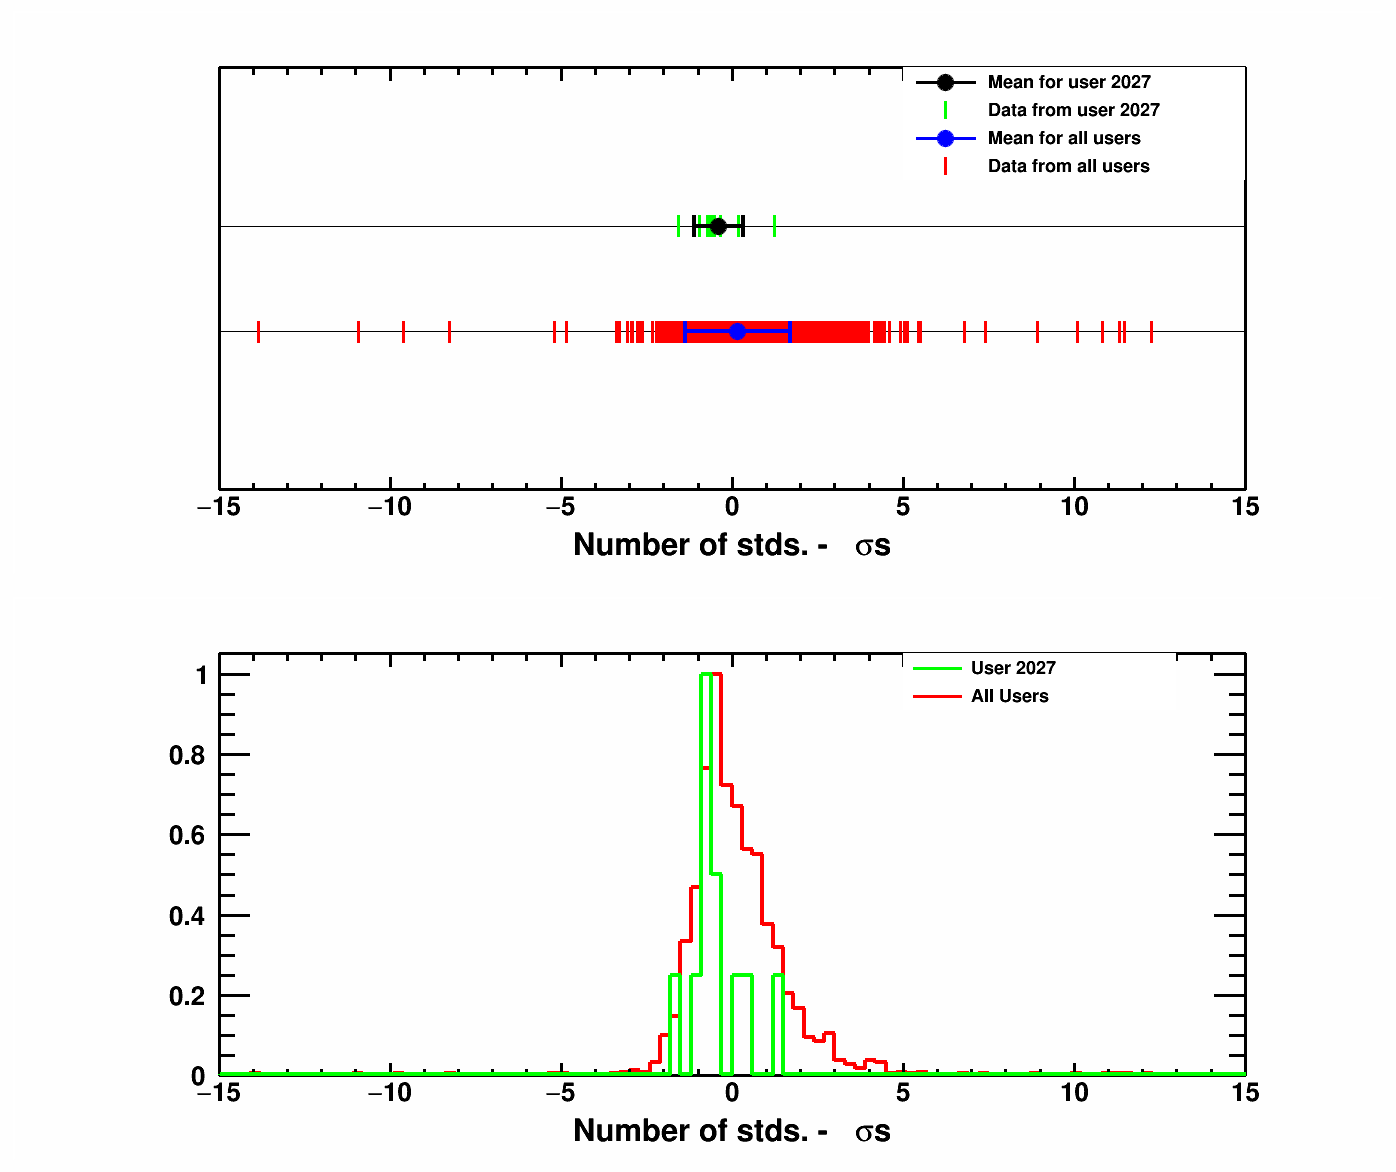 Mean for user 2027
Data from user 2027
Mean for all users
Data from all users
−15 −10 −5 0 5 10 15
Number of stds. - σs
User 2027
All Users
1
0.8
0.6
0.4
0.2
0
−15 −10 −5 0 5 10 15
Number of stds. - σs